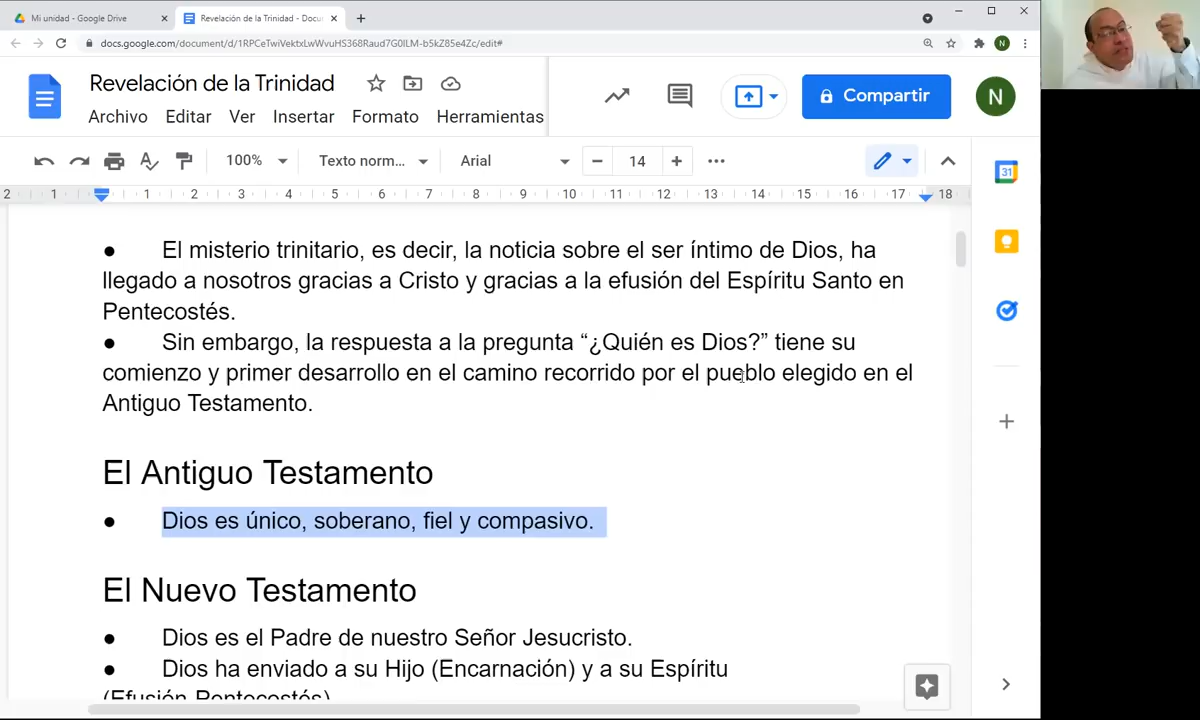 Mi unidad - Google Drive
Revelación de la Trinidad - Docu
docs.google.com/document/d/1RPCeTwiVektxLwWvuHS368Raud7G0ILM-b5kZ85e4Zc/edit#
N
Revelación de la Trinidad
Archivo Editar Ver Insertar Formato Herramientas
Compartir
N
100% Texto norm... Arial 14
2 1 1 2 3 4 5 6 7 8 9 10 11 12 13 14 15 16 17 18
31
● El misterio trinitario, es decir, la noticia sobre el ser íntimo de Dios, ha
llegado a nosotros gracias a Cristo y gracias a la efusión del Espíritu Santo en
Pentecostés.
● Sin embargo, la respuesta a la pregunta “¿Quién es Dios?” tiene su
comienzo y primer desarrollo en el camino recorrido por el pueblo elegido en el
Antiguo Testamento.
El Antiguo Testamento
● Dios es único, soberano, fiel y compasivo.
El Nuevo Testamento
● Dios es el Padre de nuestro Señor Jesucristo.
● Dios ha enviado a su Hijo (Encarnación) y a su Espíritu
(Efusión Pentecostés)